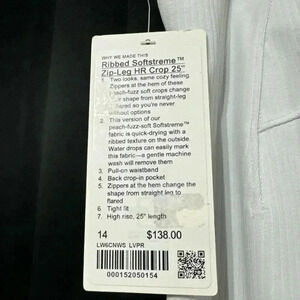 WHY WE MADE THIS
Ribbed Softstreme™
Zip-Leg HR Crop 25"
1. Two looks, same cozy feeling.
Zippers at the hem of these
peach-fuzz soft crops change
your shape from straight-leg
to flared so you're never
without options
2. This version of our
peach-fuzz-soft Softstreme™
fabric is quick-drying with a
ribbed texture on the outside.
Water drops can easily mark
this fabric—a gentle machine
wash will remove them
3. Pull-on waistband
4. Back drop-in pocket
5. Zippers at hem change the
shape from straight leg to
flared
6. Tight fit
7. High rise, 25" length
14 $138.00
LW6CNWS LVPR
000152050154